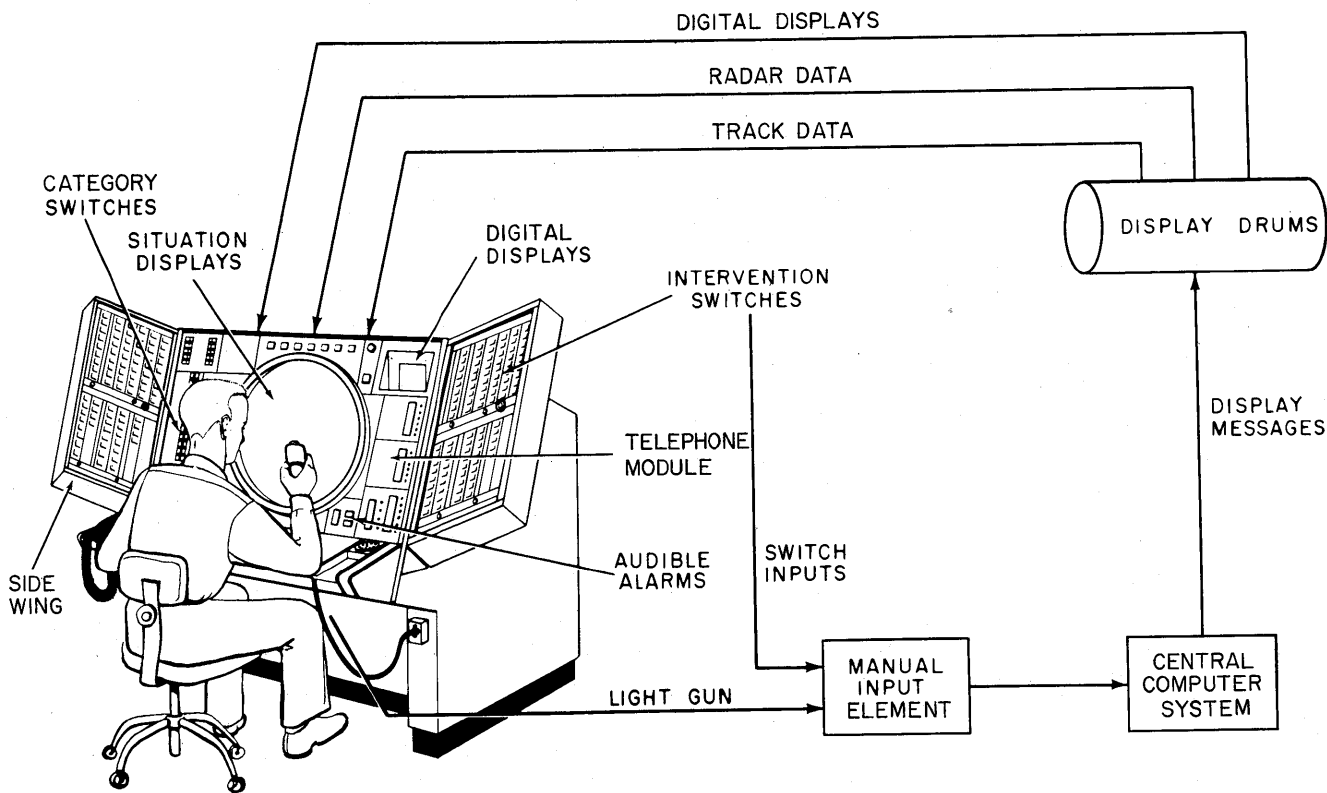 DIGITAL DISPLAYS
RADAR DATA
TRACK DATA
CATEGORY
SWITCHES
SITUATION
DISPLAYS
DIGITAL
DISPLAYS
INTERVENTION
SWITCHES
DISPLAY DRUMS
DISPLAY
MESSAGES
TELEPHONE
MODULE
AUDIBLE
ALARMS
SWITCH
INPUTS
SIDE
WING
LIGHT GUN
MANUAL
INPUT
ELEMENT
CENTRAL
COMPUTER
SYSTEM